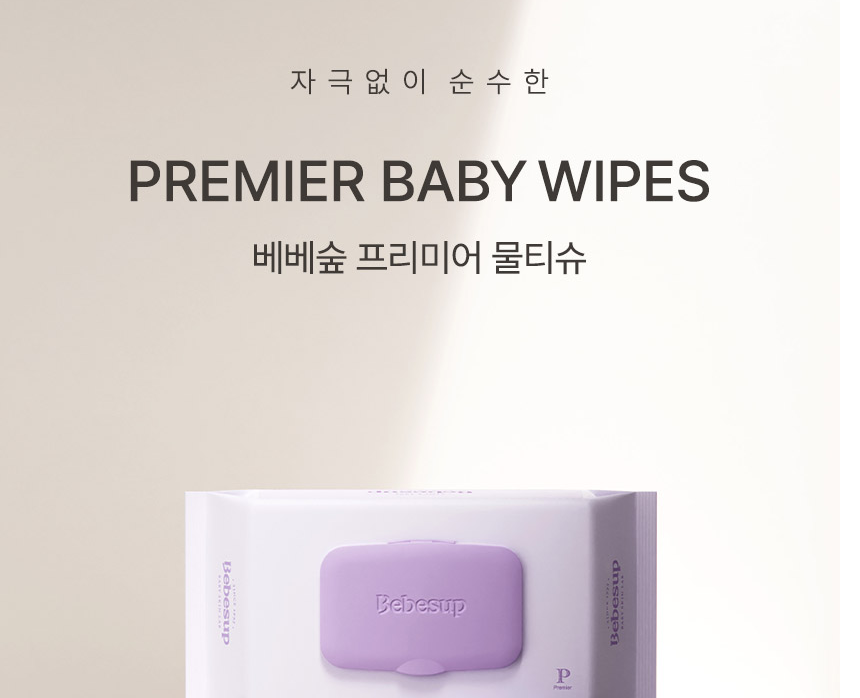 자극없이 순수한
PREMIER BABY WIPES
베베숲 프리미어 물티슈
Bebesup
Bebesup
Bebesup
P
Premier